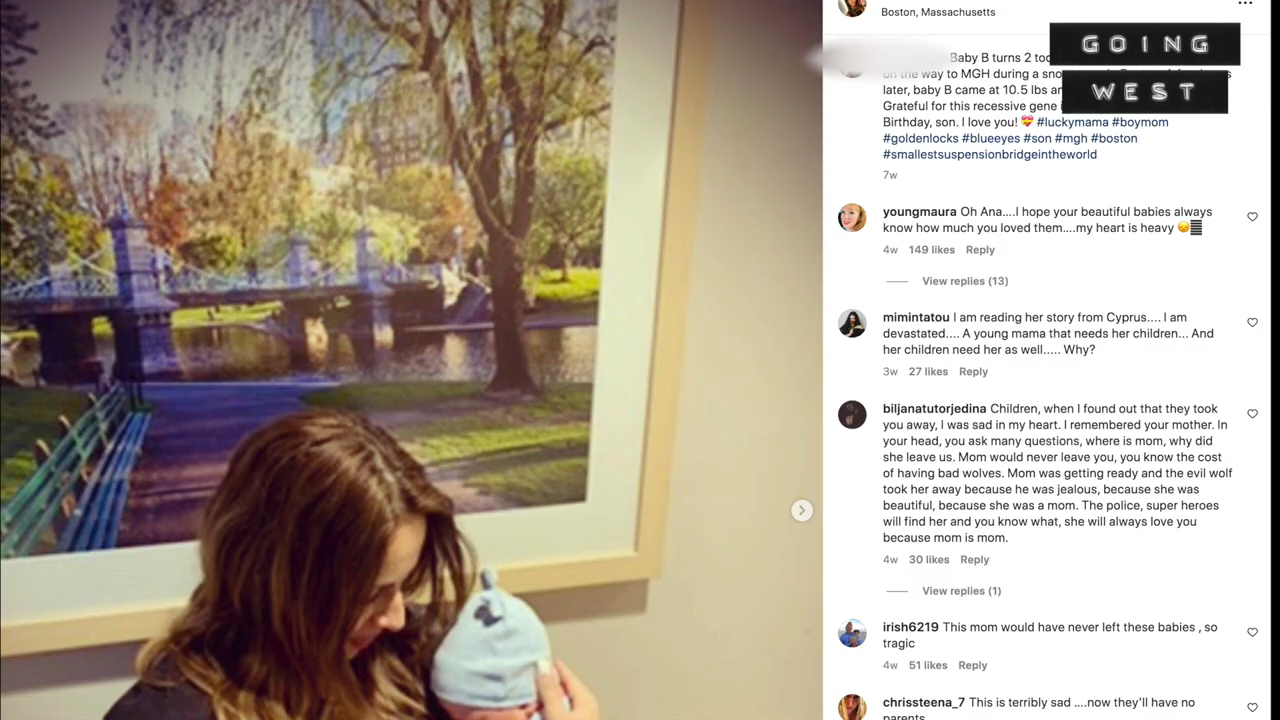 Boston, Massachusetts
GOING
WEST
Baby B turns 2
on the way to MGH during a
later, baby B came at 10.5 lbs
Grateful for this recessive gene
Birthday, son. I love you! 💝 #luckymama #boymom
#goldenlocks #blueeyes #son #mgh #boston
#smallestsuspensionbridgeintheworld
7w
youngmaura Oh Ana....I hope your beautiful babies always
know how much you loved them....my heart is heavy 😔
4w 149 likes Reply
View replies (13)
mimintatou I am reading her story from Cyprus.... I am
devastated.... A young mama that needs her children... And
her children need her as well..... Why?
3w 27 likes Reply
biljanatutorjedina Children, when I found out that they took
you away, I was sad in my heart. I remembered your mother. In
your head, you ask many questions, where is mom, why did
she leave us. Mom would never leave you, you know the cost
of having bad wolves. Mom was getting ready and the evil wolf
took her away because he was jealous, because she was
beautiful, because she was a mom. The police, super heroes
will find her and you know what, she will always love you
because mom is mom.
4w 30 likes Reply
View replies (1)
irish6219 This mom would have never left these babies , so
tragic
4w 51 likes Reply
chrissteena_7 This is terribly sad ....now they'll have no
parents